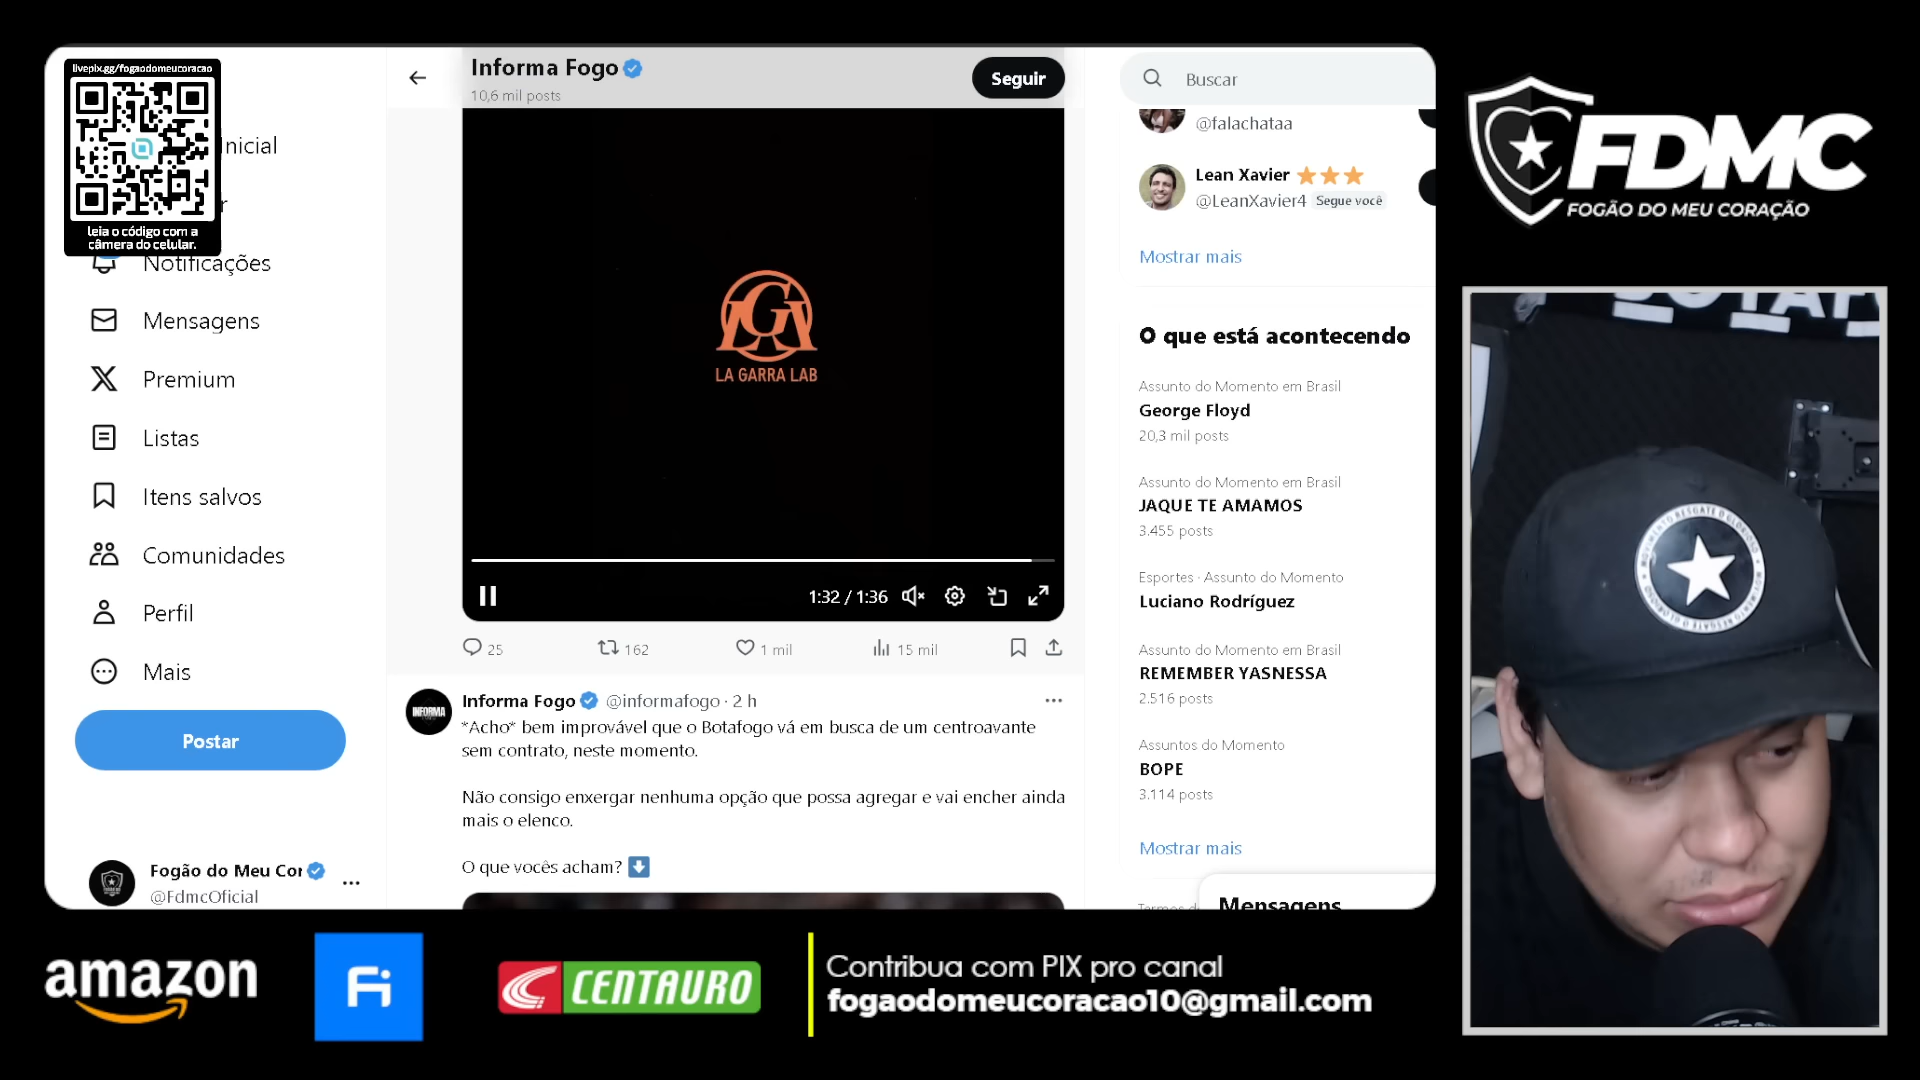 livepix.gg/fogaodomeucoracao
leia o código com a
câmera do celular.
Notificações
Mensagens
Premium
Listas
Itens salvos
Comunidades
Perfil
Mais
Postar
Fogão do Meu Cor
@FdmcOficial
Informa Fogo
10,6 mil posts
Seguir
LA GARRA LAB
1:32 / 1:36
25
162
1 mil
15 mil
Informa Fogo @informafogo · 2 h
*Acho* bem improvável que o Botafogo vá em busca de um centroavante
sem contrato, neste momento.
Não consigo enxergar nenhuma opção que possa agregar e vai encher ainda
mais o elenco.
O que vocês acham?
Buscar
@falachataa
Lean Xavier
@LeanXavier4 Segue você
Mostrar mais
O que está acontecendo
Assunto do Momento em Brasil
George Floyd
20,3 mil posts
Assunto do Momento em Brasil
JAQUE TE AMAMOS
3.455 posts
Esportes · Assunto do Momento
Luciano Rodríguez
Assunto do Momento em Brasil
REMEMBER YASNESSA
2.516 posts
Assuntos do Momento
BOPE
3.114 posts
Mostrar mais
Mensagens
FDMC
FOGÃO DO MEU CORAÇÃO
MOVIMENTO RESGATE O GLORIOSO
amazon
Fi
CENTAURO
Contribua com PIX pro canal
fogaodomeucoracao10@gmail.com